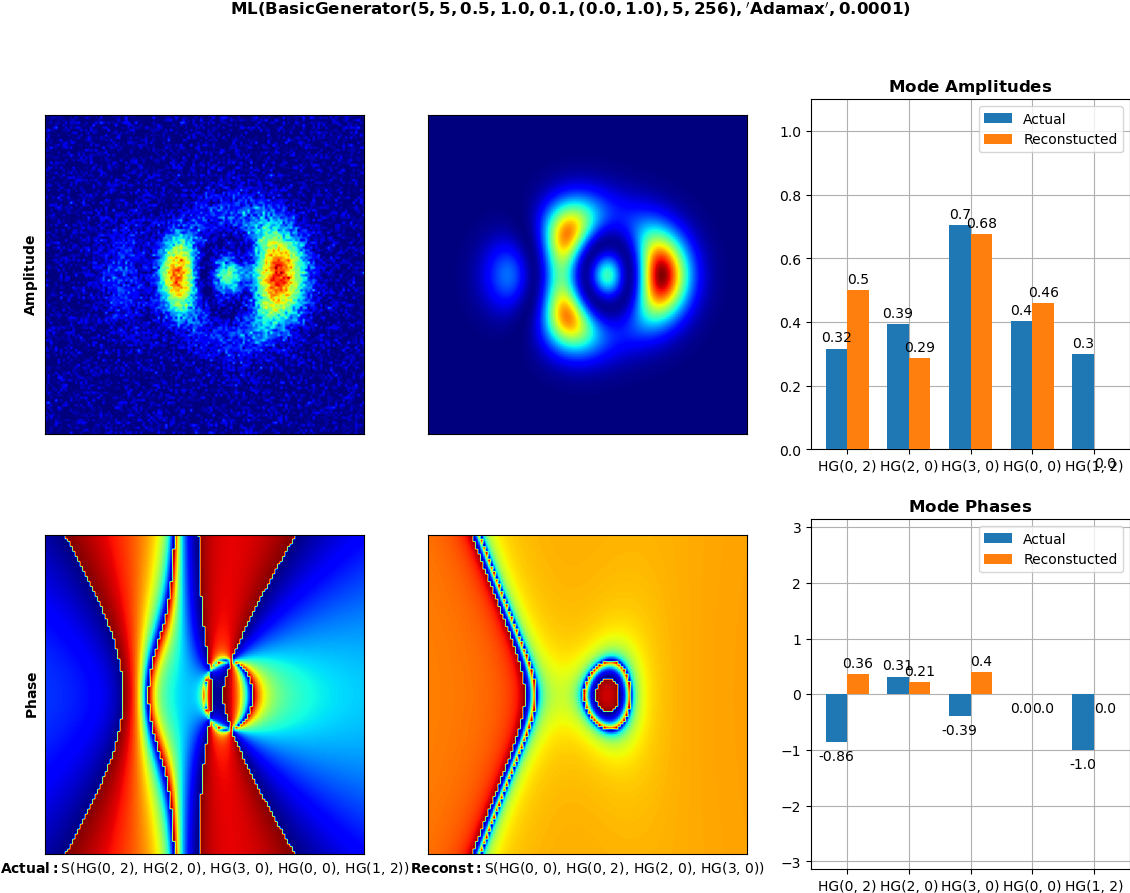 ML(BasicGenerator(5, 5, 0.5, 1.0, 0.1, (0.0, 1.0), 5, 256), 'Adamax', 0.0001)
Amplitude
Mode Amplitudes
Actual
Reconstucted
1.0
0.8
0.6
0.4
0.2
0.0
0.32
0.5
0.39
0.29
0.7
0.68
0.4
0.46
0.3
0.0
HG(0, 2) HG(2, 0) HG(3, 0) HG(0, 0) HG(1, 2)
Phase
Mode Phases
Actual
Reconstucted
3
2
1
0
−1
−2
−3
-0.86
0.36
0.31
0.21
-0.39
0.4
0.0
0.0
-1.0
0.0
HG(0, 2) HG(2, 0) HG(3, 0) HG(0, 0) HG(1, 2)
Actual: S(HG(0, 2), HG(2, 0), HG(3, 0), HG(0, 0), HG(1, 2))
Reconst: S(HG(0, 0), HG(0, 2), HG(2, 0), HG(3, 0))